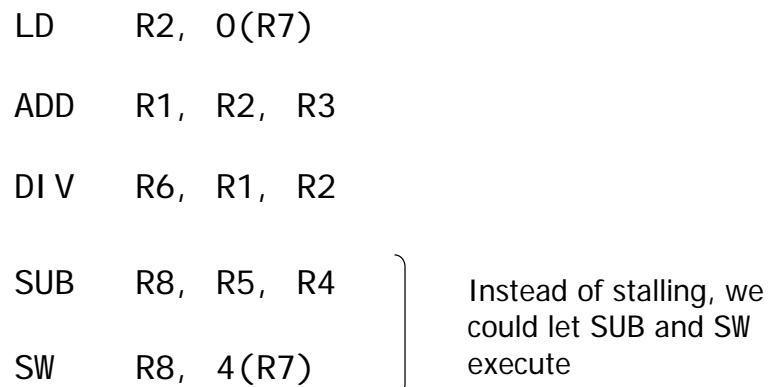 LD R2, 0(R7)
ADD R1, R2, R3
DIV R6, R1, R2
SUB R8, R5, R4
SW R8, 4(R7)
Instead of stalling, we
could let SUB and SW
execute